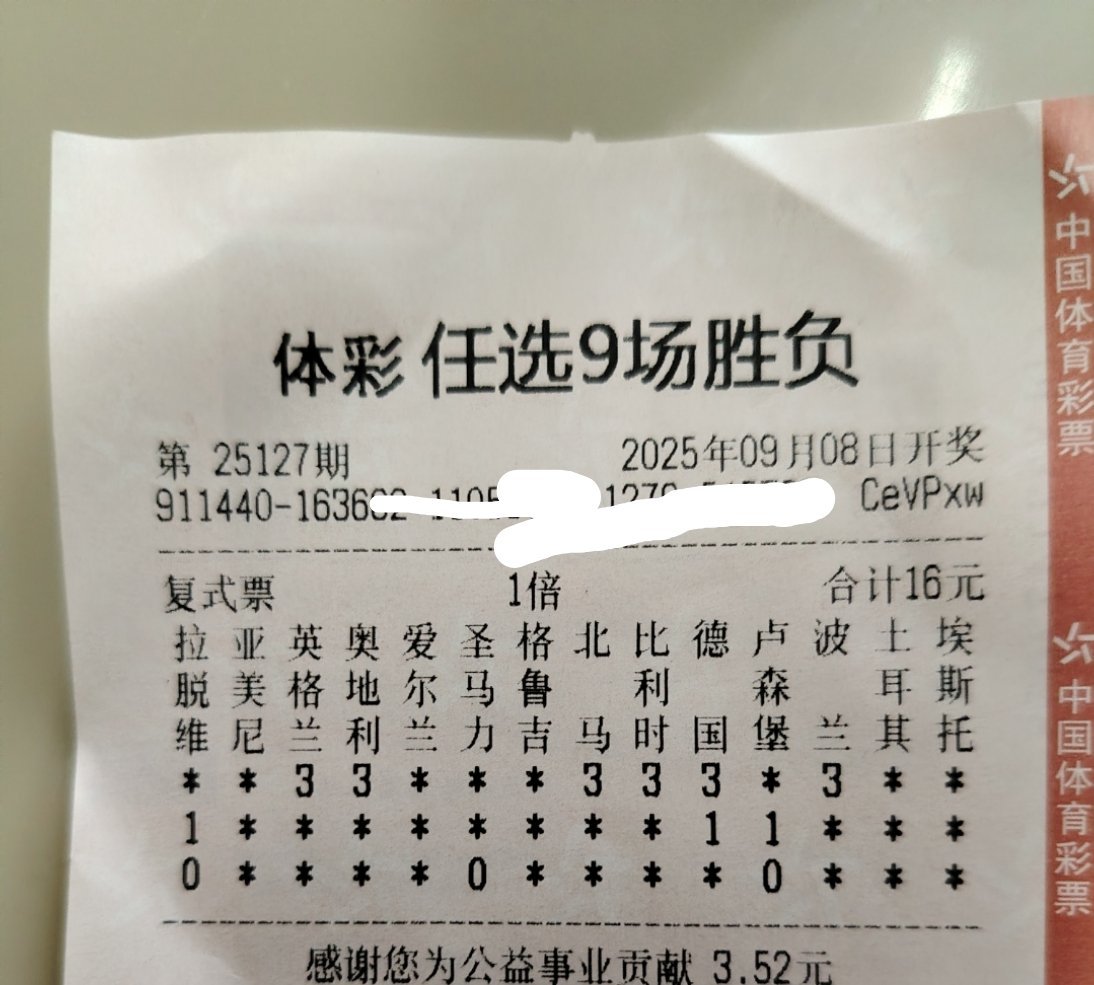 体彩 任选9场胜负
第 25127期 2025年09月08日开奖
911440-163602 CeVPxw
复式票 1倍 合计16元
拉 亚 英 奥 爱 圣 格 北 比 德 卢 波 土 埃
脱 美 格 地 尔 马 鲁 利 森 耳 斯
维 尼 兰 利 兰 力 吉 马 时 国 堡 兰 其 托
* * 3 3 * * * 3 3 3 * 3 * *
1 * * * * * * * * 1 1 * * *
0 * * * * 0 * * * * 0 * * *
感谢您为公益事业贡献 3.52元
中国体育彩票
中国体育彩票